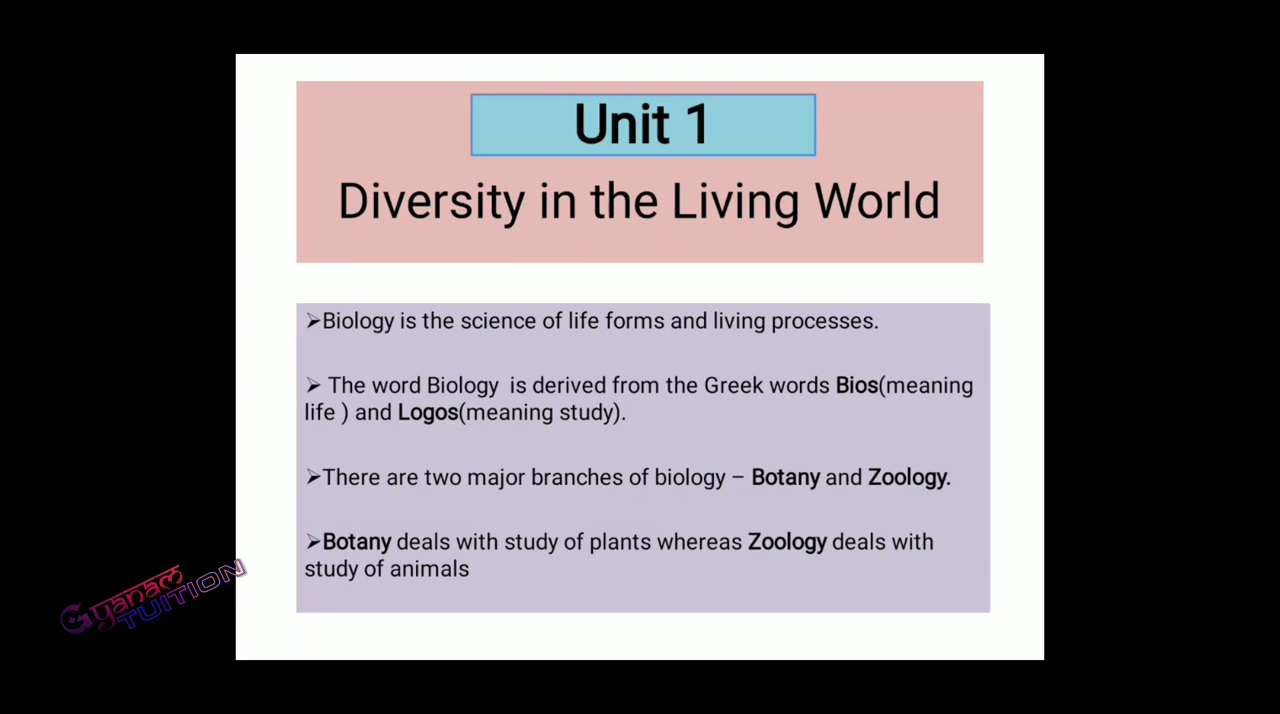 Unit 1
Diversity in the Living World
➢Biology is the science of life forms and living processes.
➢ The word Biology is derived from the Greek words Bios(meaning
life ) and Logos(meaning study).
➢There are two major branches of biology – Botany and Zoology.
➢Botany deals with study of plants whereas Zoology deals with
study of animals
Gyanam
TUITION